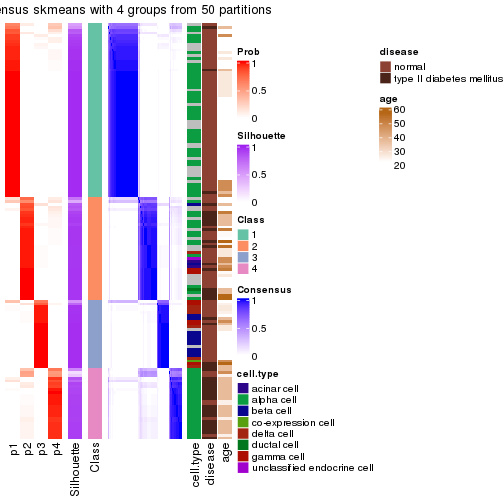 ensus skmeans with 4 groups from 50 partitions
Prob
1
0.5
0
Silhouette
1
0.5
0
Class
1
2
3
4
Consensus
1
0.5
0
cell.type
acinar cell
alpha cell
beta cell
co-expression cell
delta cell
ductal cell
gamma cell
unclassified endocrine cell
disease
normal
type II diabetes mellitus
age
60
50
40
30
20
p1
p2
p3
p4
Silhouette
Class
cell.type
disease
age